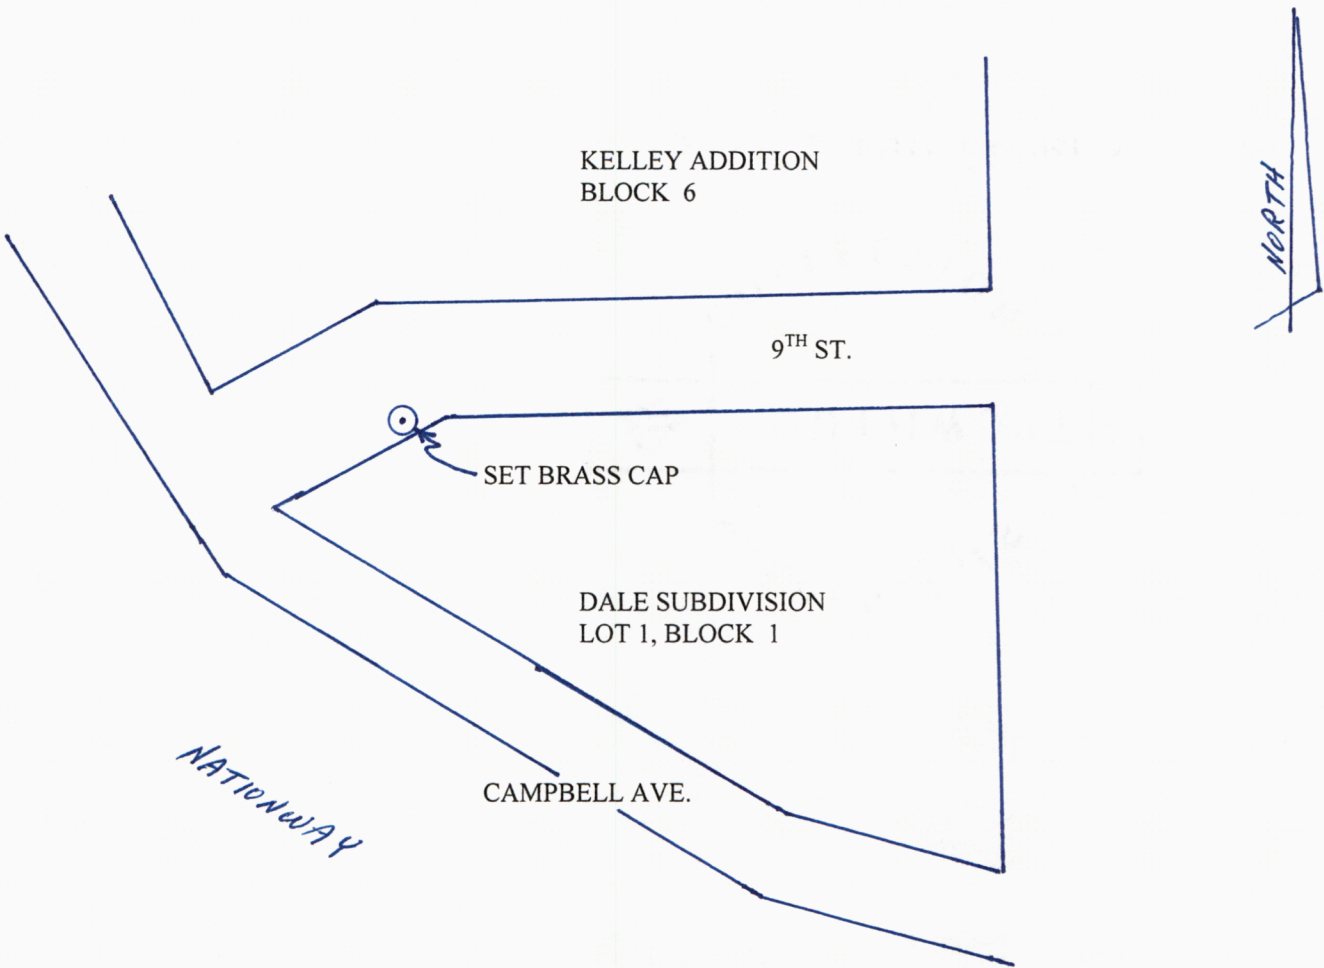 KELLEY ADDITION
BLOCK 6
NORTH
9TH ST.
SET BRASS CAP
DALE SUBDIVISION
LOT 1, BLOCK 1
NATIONWAY
CAMPBELL AVE.